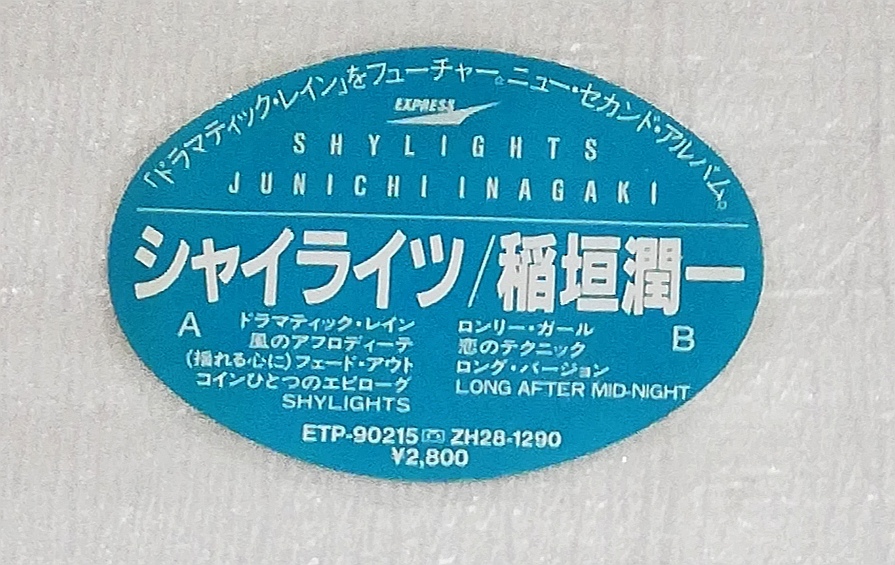 「ドラマティック・レイン」をフューチャー。ニュー・セカンド・アルバム。
EXPRESS
SHYLIGHTS
JUNICHI INAGAKI
シャイライツ/稲垣潤一
A
ドラマティック・レイン
風のアフロディーテ
(揺れる心に)フェード・アウト
コインひとつのエピローグ
SHYLIGHTS
B
ロンリー・ガール
恋のテクニック
ロング・バージョン
LONG AFTER MID-NIGHT
ETP-90215 ZH28-1290
¥2,800